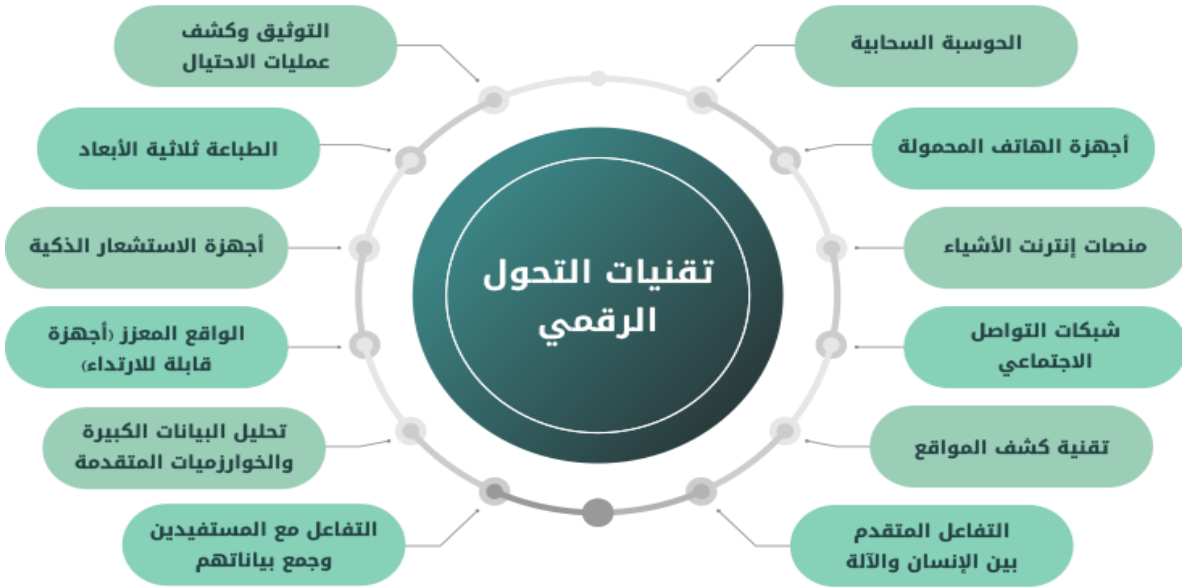 تقنيات التحول
الرقمي
الحوسبة السحابية
أجهزة الهاتف المحمولة
منصات إنترنت الأشياء
شبكات التواصل
الاجتماعي
تقنية كشف المواقع
التفاعل المتقدم
بين الإنسان والآلة
التوثيق وكشف
عمليات الاحتيال
الطباعة ثلاثية الأبعاد
أجهزة الاستشعار الذكية
الواقع المعزز (أجهزة
قابلة للارتداء)
تحليل البيانات الكبيرة
والخوارزميات المتقدمة
التفاعل مع المستفيدين
وجمع بياناتهم